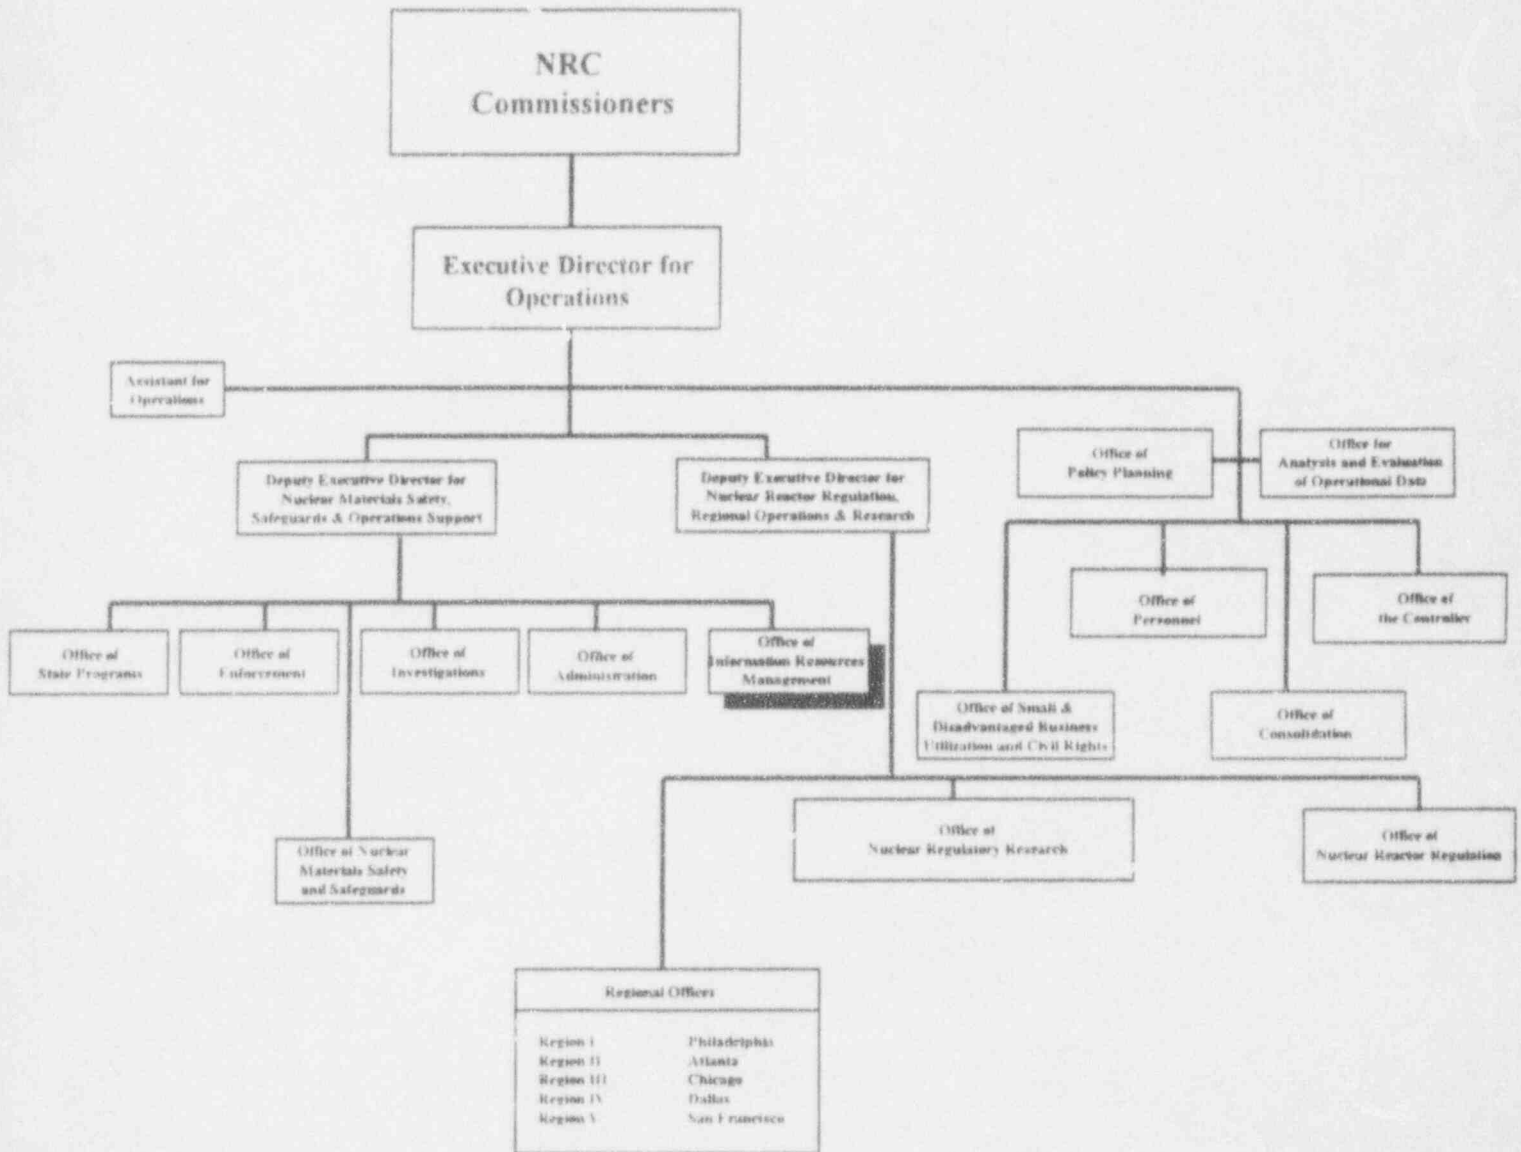 NRC
Commissioners
Executive Director for
Operations
Assistant for
Operations
Office of
Policy Planning
Office for
Analysis and Evaluation
of Operational Data
Deputy Executive Director for
Nuclear Materials Safety,
Safeguards & Operations Support
Deputy Executive Director for
Nuclear Reactor Regulation,
Regional Operations & Research
Office of
Personnel
Office of
the Controller
Office of
State Programs
Office of
Enforcement
Office of
Investigations
Office of
Administration
Office of
Information Resources
Management
Office of Small &
Disadvantaged Business
Utilization and Civil Rights
Office of
Consolidation
Office of Nuclear
Materials Safety
and Safeguards
Office of
Nuclear Regulatory Research
Office of
Nuclear Reactor Regulation
Regional Offices
Region I Philadelphia
Region II Atlanta
Region III Chicago
Region IV Dallas
Region V San Francisco